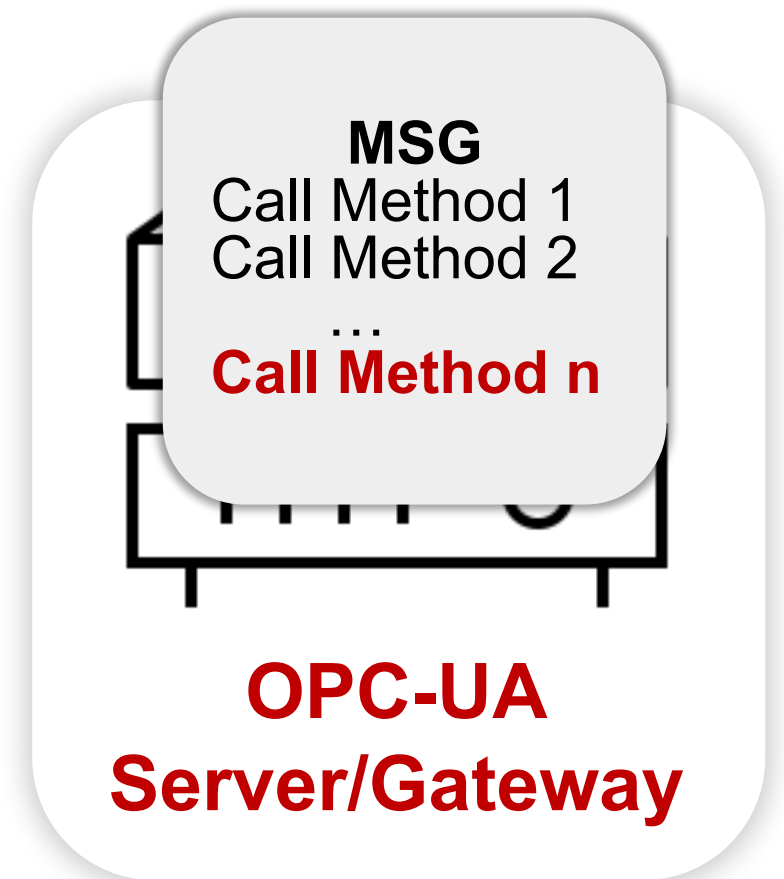 MSG
Call Method 1
Call Method 2
…
Call Method n
OPC-UA
Server/Gateway